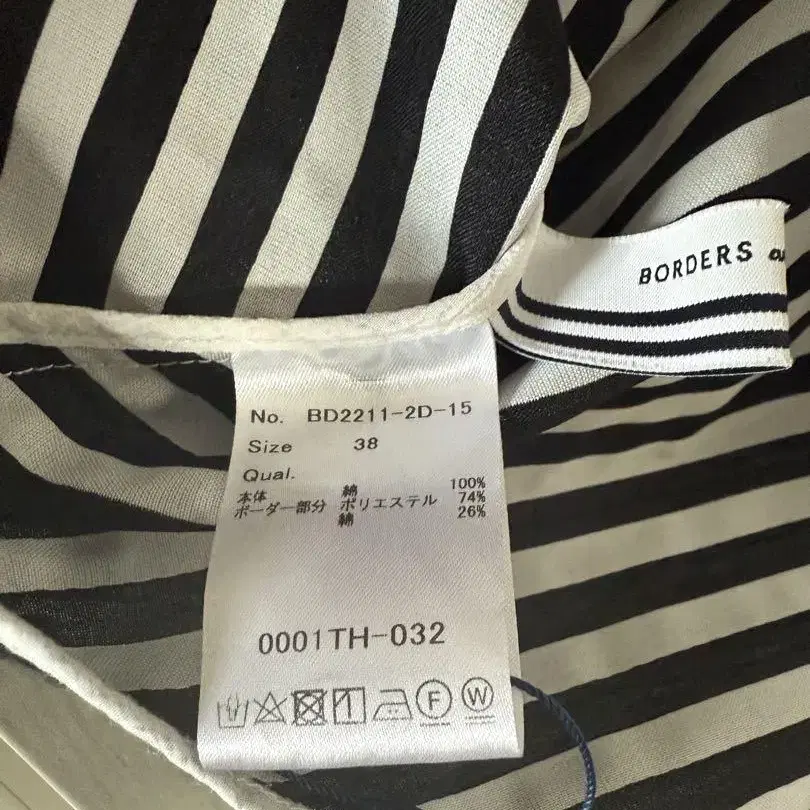 BORDERS
No. BD2211-2D-15
Size 38
Qual.
本体 綿 100%
ボーダー部分 ポリエステル 74%
綿 26%
0001TH-032
F W